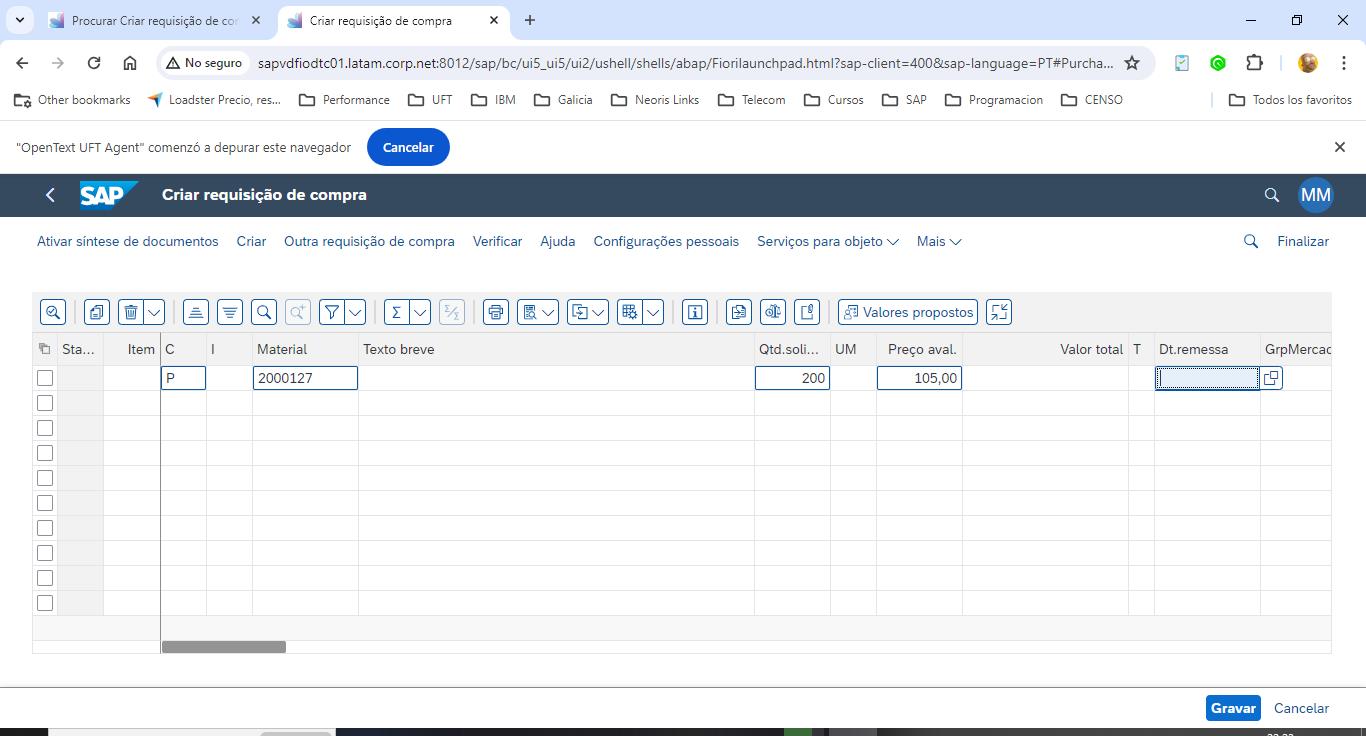 Procurar Criar requisição de co
Criar requisição de compra
No seguro
sapvdfiodtc01.latam.corp.net:8012/sap/bc/ui5_ui5/ui2/ushell/shells/abap/Fiorilaunchpad.html?sap-client=400&sap-language=PT#Purcha...
Other bookmarks
Loadster Precio, res...
Performance
UFT
IBM
Galicia
Neoris Links
Telecom
Cursos
SAP
Programacion
CENSO
Todos los favoritos
"OpenText UFT Agent" comenzó a depurar este navegador
Cancelar
SAP
Criar requisição de compra
MM
Ativar síntese de documentos
Criar
Outra requisição de compra
Verificar
Ajuda
Configurações pessoais
Serviços para objeto
Mais
Finalizar
Valores propostos
Sta... Item C I Material Texto breve Qtd.soli... UM Preço aval. Valor total T Dt.remessa GrpMercad
P 2000127 200 105,00
Gravar
Cancelar